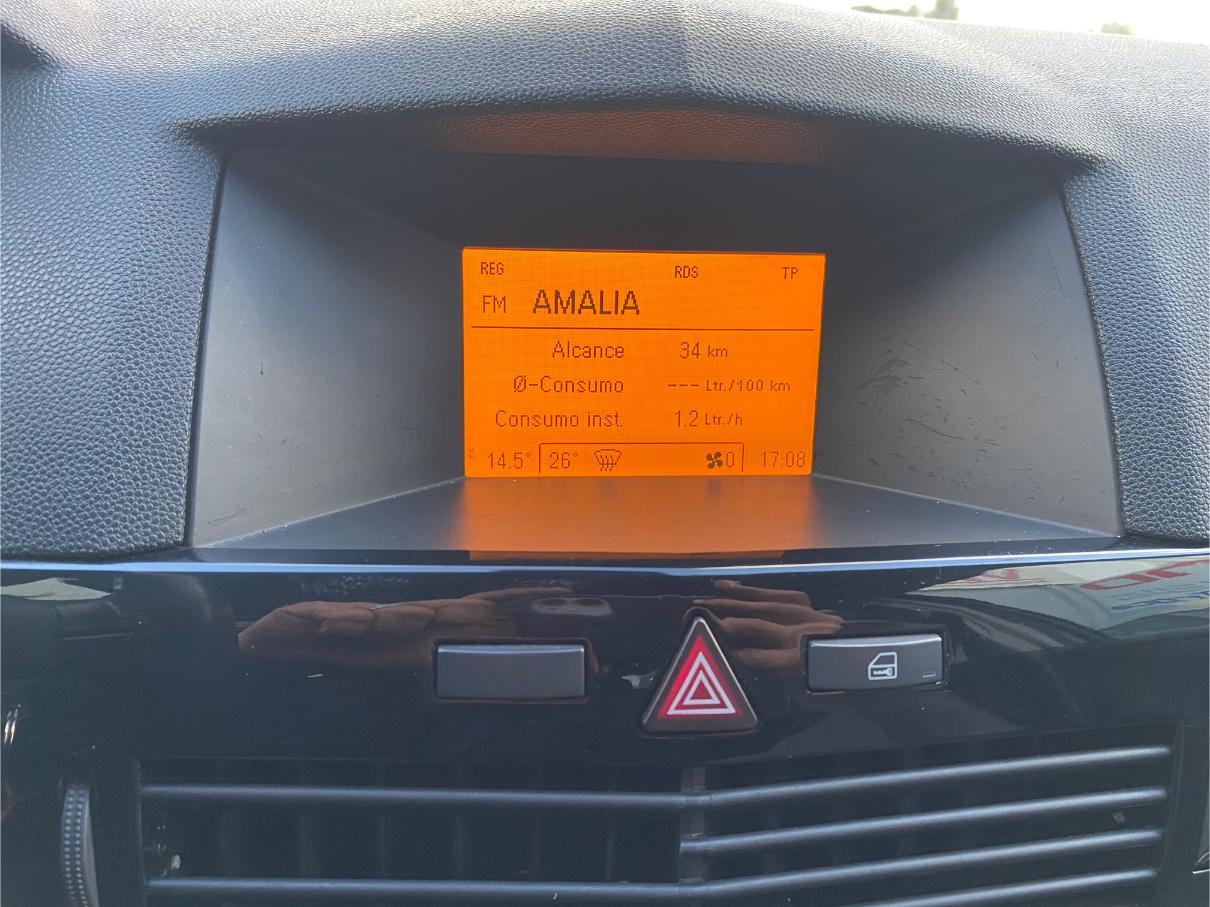 REG RDS TP
FM AMALIA
Alcance 34 km
Ø-Consumo --- Ltr./100 km
Consumo inst. 1.2 Ltr./h
14.5° 26° 0 17:08